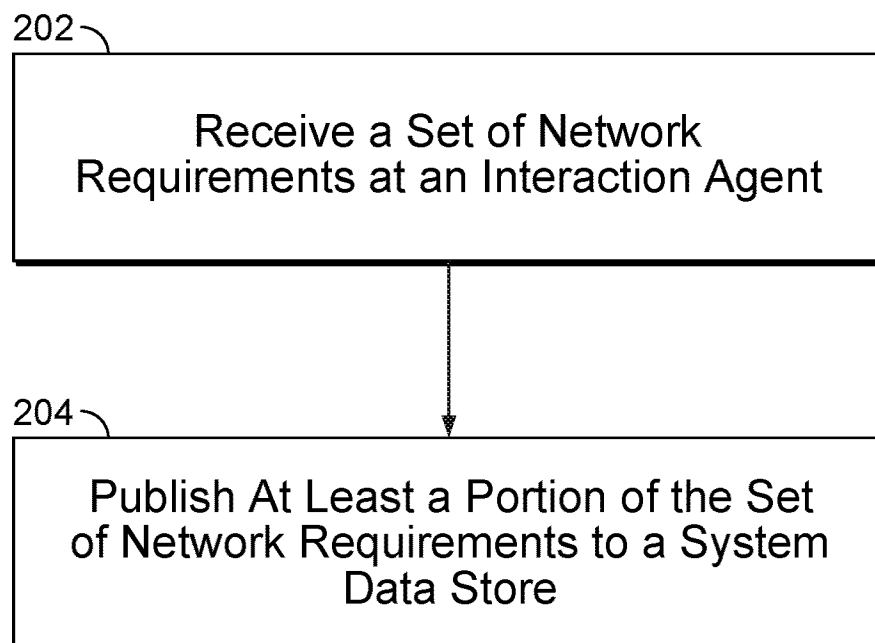 202
Receive a Set of Network
Requirements at an Interaction Agent
204
Publish At Least a Portion of the Set
of Network Requirements to a System
Data Store